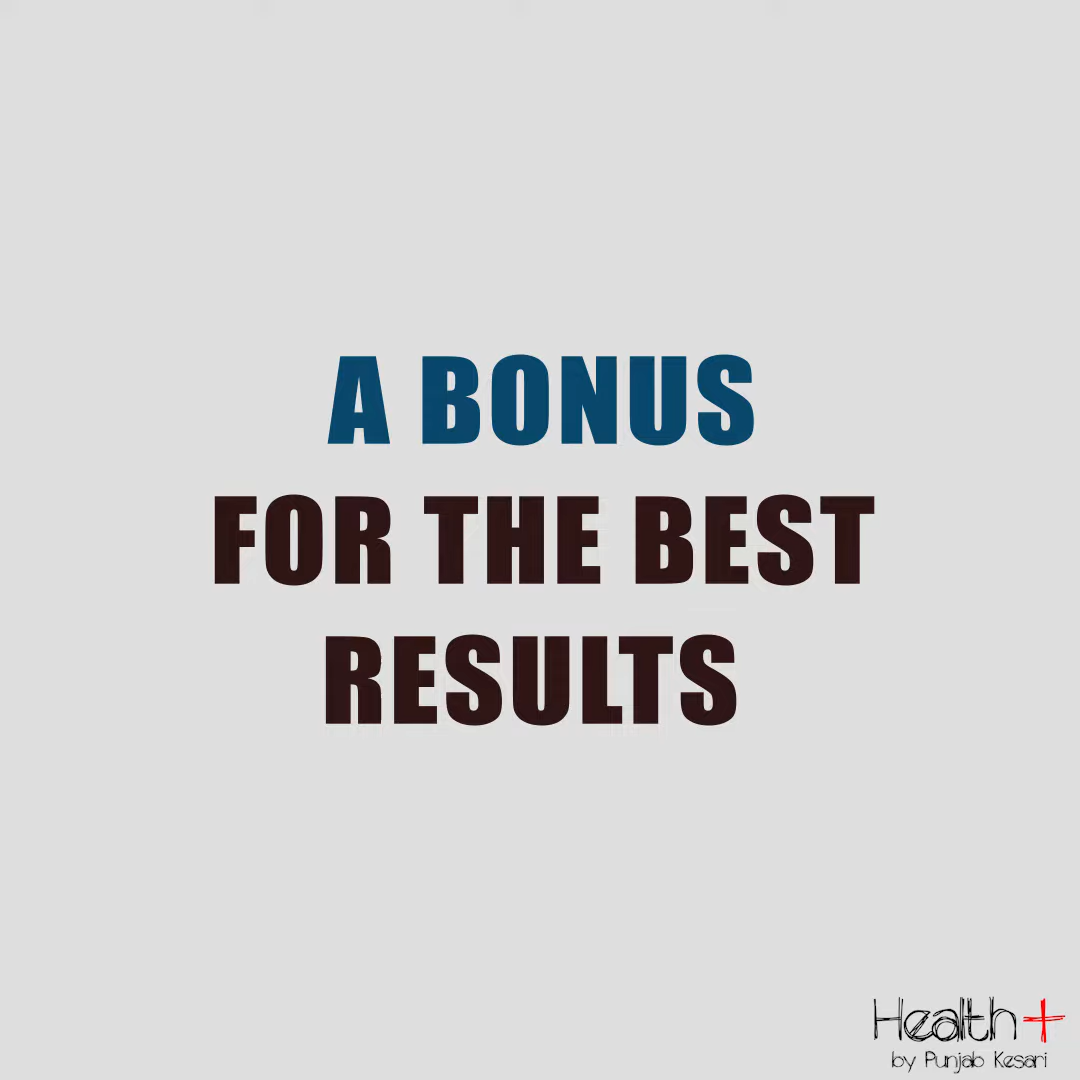 A BONUS
FOR THE BEST
RESULTS
Health+
by Punjab Kesari